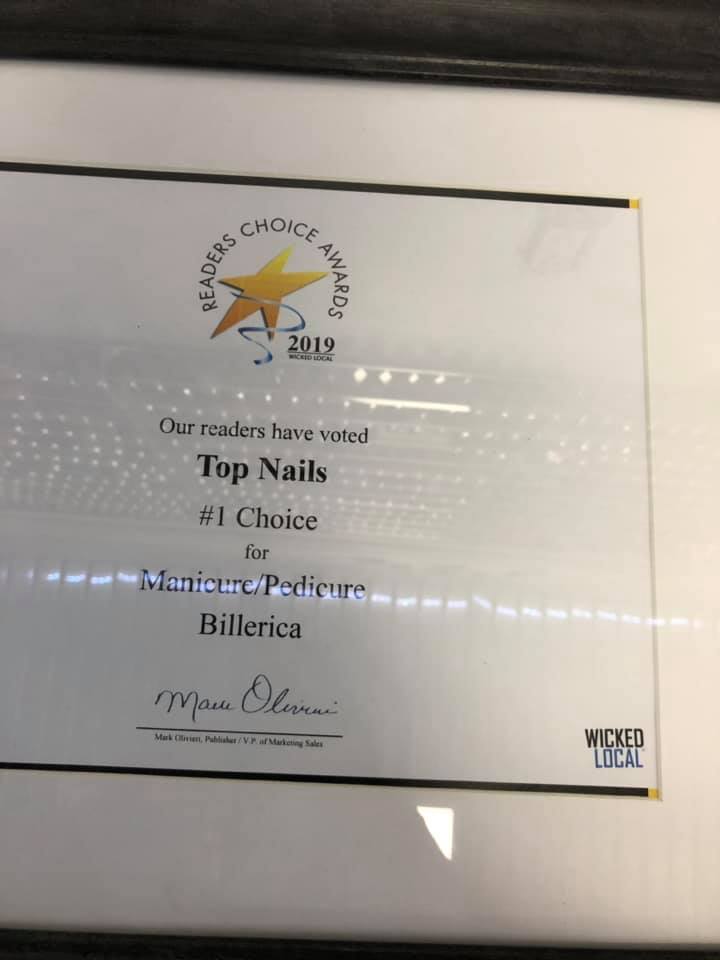 READERS CHOICE AWARDS
2019
WICKED LOCAL
Our readers have voted
Top Nails
#1 Choice
for
Manicure/Pedicure
Billerica
Mark Olivieri, Publisher / V.P. of Marketing Sales
WICKED
LOCAL